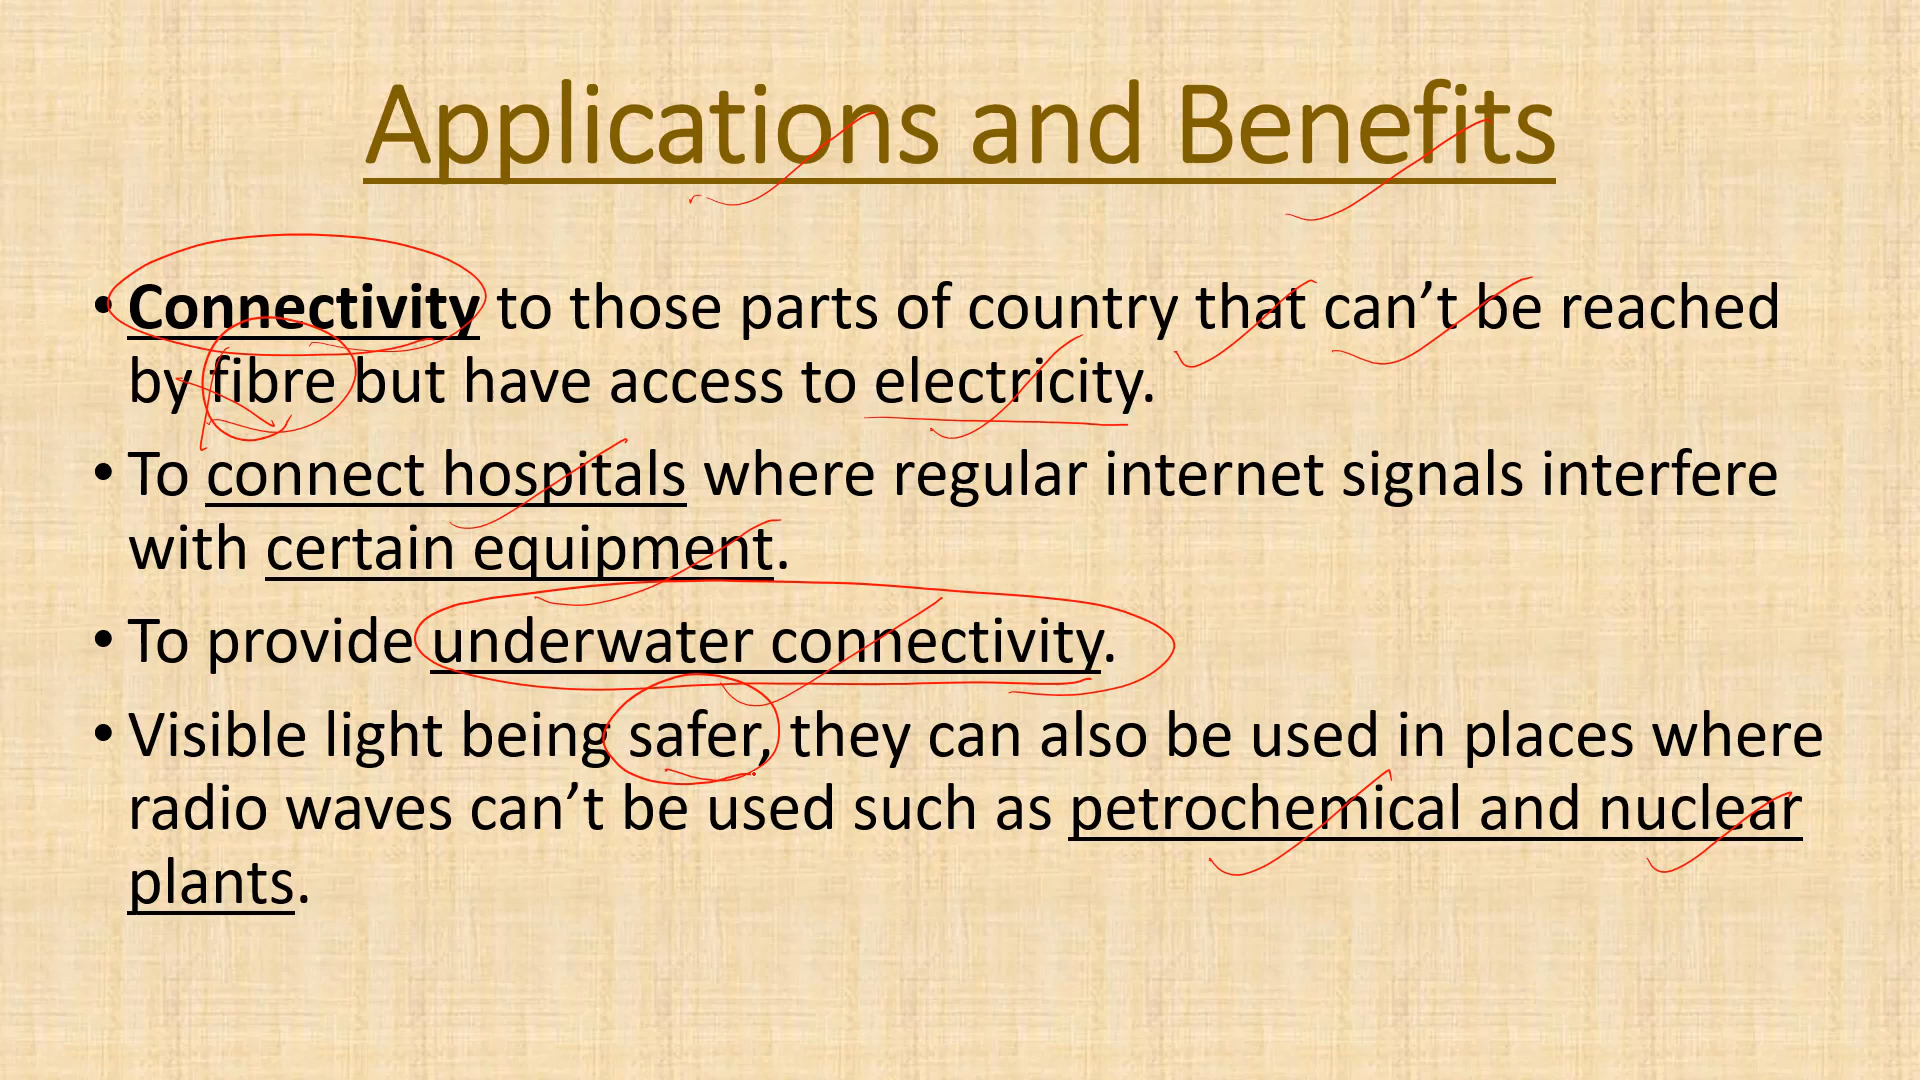 Applications and Benefits
• Connectivity to those parts of country that can’t be reached
by fibre but have access to electricity.
• To connect hospitals where regular internet signals interfere
with certain equipment.
• To provide underwater connectivity.
• Visible light being safer, they can also be used in places where
radio waves can’t be used such as petrochemical and nuclear
plants.